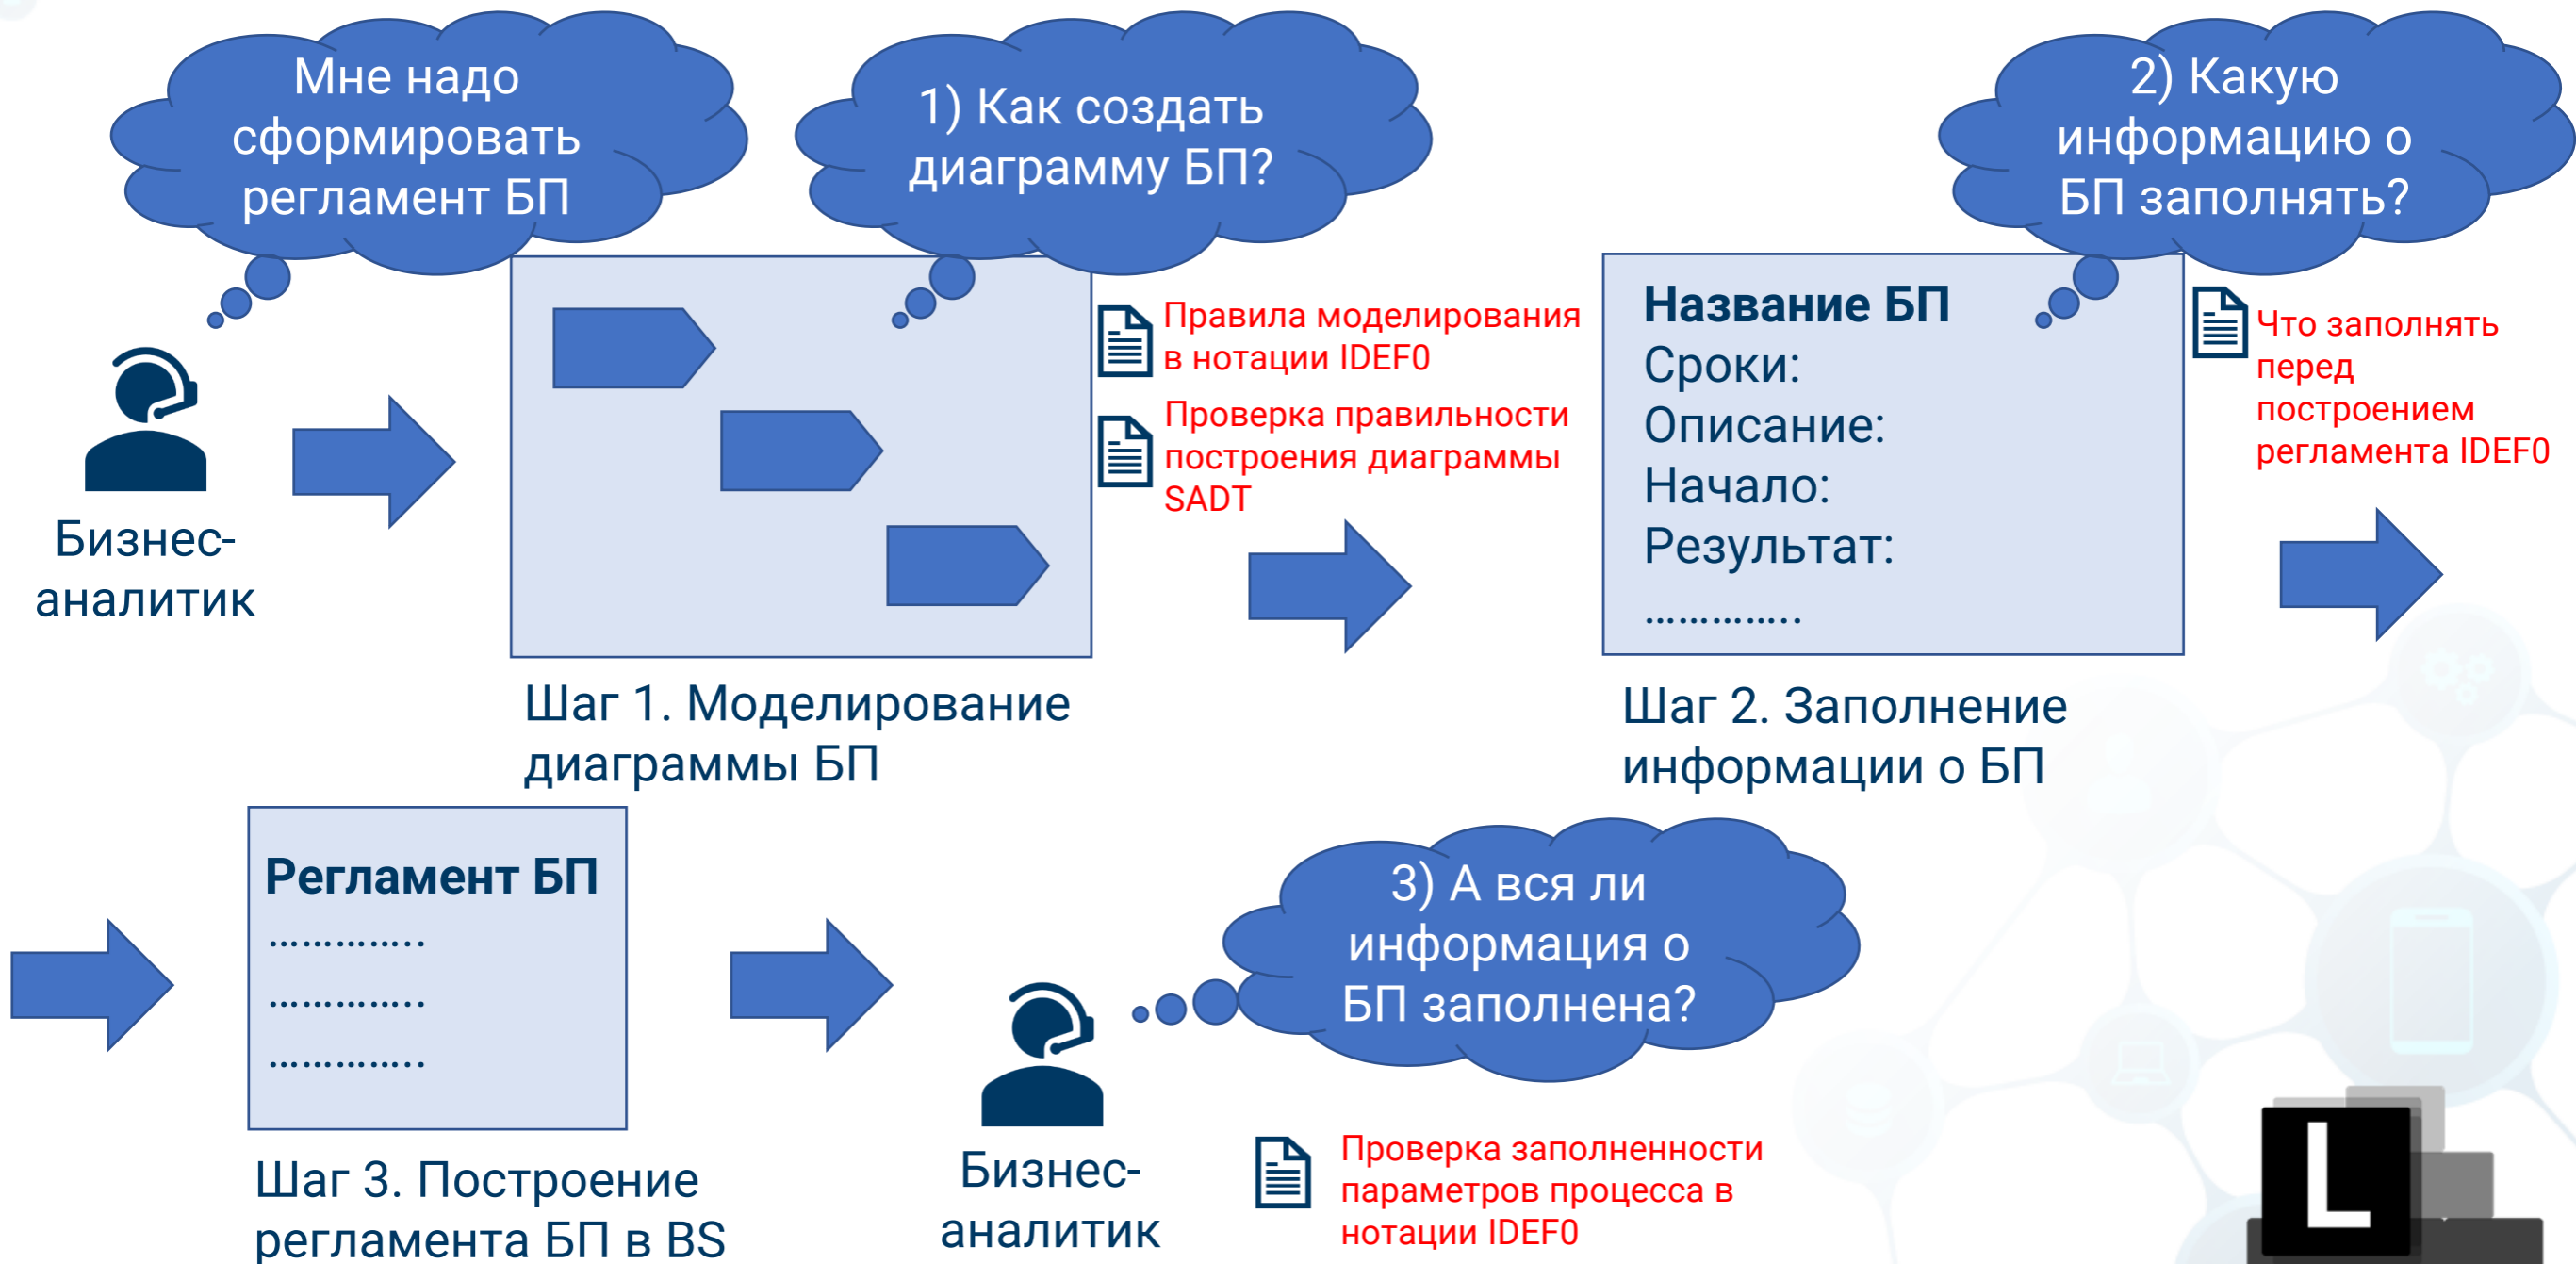 Мне надо
сформировать
регламент БП
1) Как создать
диаграмму БП?
2) Какую
информацию о
БП заполнять?
Бизнес-
аналитик
Правила моделирования
в нотации IDEF0
Проверка правильности
построения диаграммы
SADT
Шаг 1. Моделирование
диаграммы БП
Название БП
Сроки:
Описание:
Начало:
Результат:
…………..
Что заполнять
перед
построением
регламента IDEF0
Шаг 2. Заполнение
информации о БП
Регламент БП
…………..
…………..
…………..
Шаг 3. Построение
регламента БП в BS
Бизнес-
аналитик
3) А вся ли
информация о
БП заполнена?
Проверка заполненности
параметров процесса в
нотации IDEF0
L